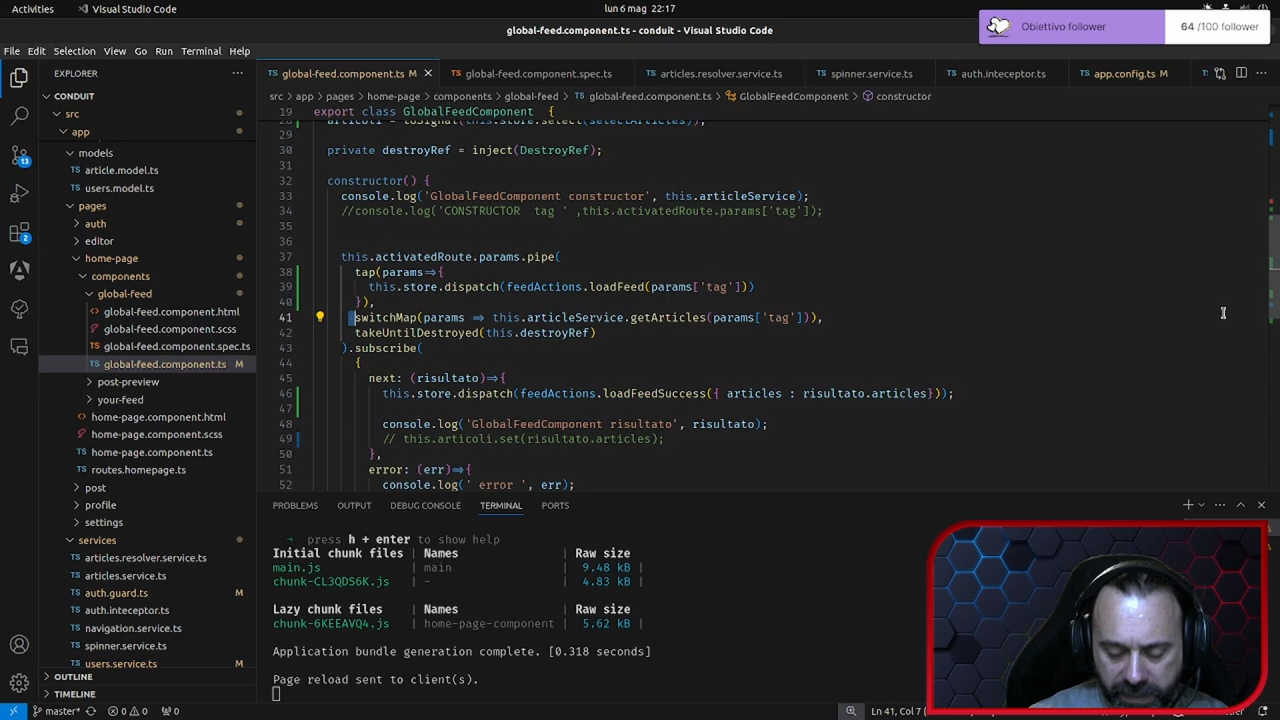 Activities
Visual Studio Code
lun 6 mag 22:17
Obiettivo follower
64 /100 follower
global-feed.component.ts - conduit - Visual Studio Code
File Edit Selection View Go Run Terminal Help
EXPLORER
global-feed.component.ts M
global-feed.component.spec.ts
articles.resolver.service.ts
spinner.service.ts
auth.inteceptor.ts
app.config.ts M
src > app > pages > home-page > components > global-feed > global-feed.component.ts > GlobalFeedComponent > constructor
CONDUIT
src
app
models
article.model.ts
users.model.ts
pages
auth
editor
home-page
components
global-feed
global-feed.component.html
global-feed.component.scss
global-feed.component.spec.ts
global-feed.component.ts M
post-preview
your-feed
home-page.component.html
home-page.component.scss
home-page.component.ts
routes.homepage.ts
post
profile
settings
services
articles.resolver.service.ts
articles.service.ts
auth.guard.ts M
auth.inteceptor.ts
navigation.service.ts
spinner.service.ts
users.service.ts M
OUTLINE
TIMELINE
13
2
19 export class GlobalFeedComponent {
28 articoli = toSignal(this.store.select(selectArticles));
29
30 private destroyRef = inject(DestroyRef);
31
32 constructor() {
33 console.log('GlobalFeedComponent constructor', this.articleService);
34 //console.log('CONSTRUCTOR tag ' ,this.activatedRoute.params['tag']);
35
36
37 this.activatedRoute.params.pipe(
38 tap(params=>{
39 this.store.dispatch(feedActions.loadFeed(params['tag']))
40 }),
41 switchMap(params => this.articleService.getArticles(params['tag'])),
42 takeUntilDestroyed(this.destroyRef)
43 ).subscribe(
44 {
45 next: (risultato)=>{
46 this.store.dispatch(feedActions.loadFeedSuccess({ articles : risultato.articles}));
47
48 console.log('GlobalFeedComponent risultato', risultato);
49 // this.articoli.set(risultato.articles);
50 },
51 error: (err)=>{
52 console.log(' error ', err);
PROBLEMS OUTPUT DEBUG CONSOLE TERMINAL PORTS
→ press h + enter to show help
Initial chunk files | Names | Raw size
main.js | main | 9.48 kB |
chunk-CL3QDS6K.js | - | 4.83 kB |
Lazy chunk files | Names | Raw size
chunk-6KEEAVQ4.js | home-page-component | 5.62 kB |
Application bundle generation complete. [0.318 seconds]
Page reload sent to client(s).
master* 0 0 0
Ln 41, Col 7